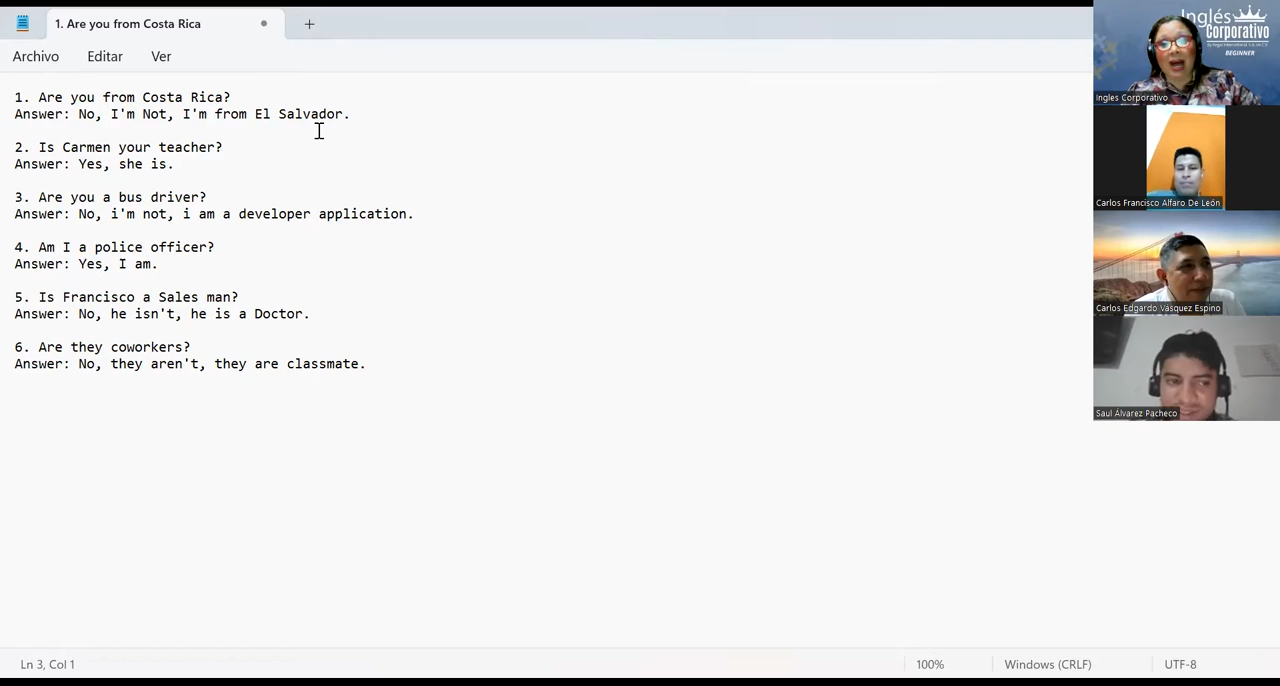 1. Are you from Costa Rica
Archivo Editar Ver
1. Are you from Costa Rica?
Answer: No, I'm Not, I'm from El Salvador.
2. Is Carmen your teacher?
Answer: Yes, she is.
3. Are you a bus driver?
Answer: No, i'm not, i am a developer application.
4. Am I a police officer?
Answer: Yes, I am.
5. Is Francisco a Sales man?
Answer: No, he isn't, he is a Doctor.
6. Are they coworkers?
Answer: No, they aren't, they are classmate.
Ln 3, Col 1 100% Windows (CRLF) UTF-8
Inglés
Corporativo
BEGINNER
Ingles Corporativo
Carlos Francisco Alfaro De León
Carlos Edgardo Vásquez Espino
Saul Álvarez Pacheco